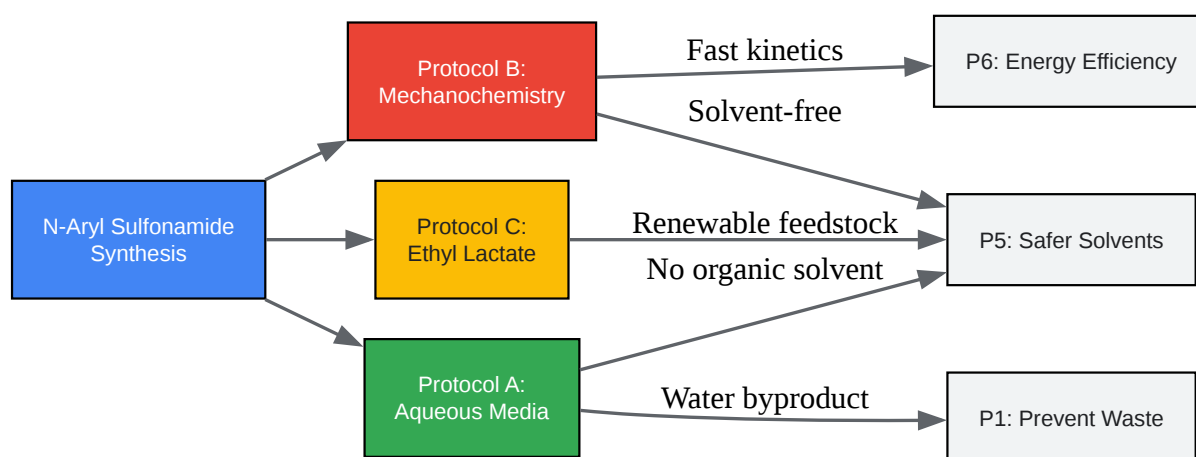 Protocol B:
Mechanochemistry
Fast kinetics
P6: Energy Efficiency
Solvent-free
N-Aryl Sulfonamide
Synthesis
Protocol C:
Ethyl Lactate
Renewable feedstock
P5: Safer Solvents
No organic solvent
Protocol A:
Aqueous Media
Water byproduct
P1: Prevent Waste